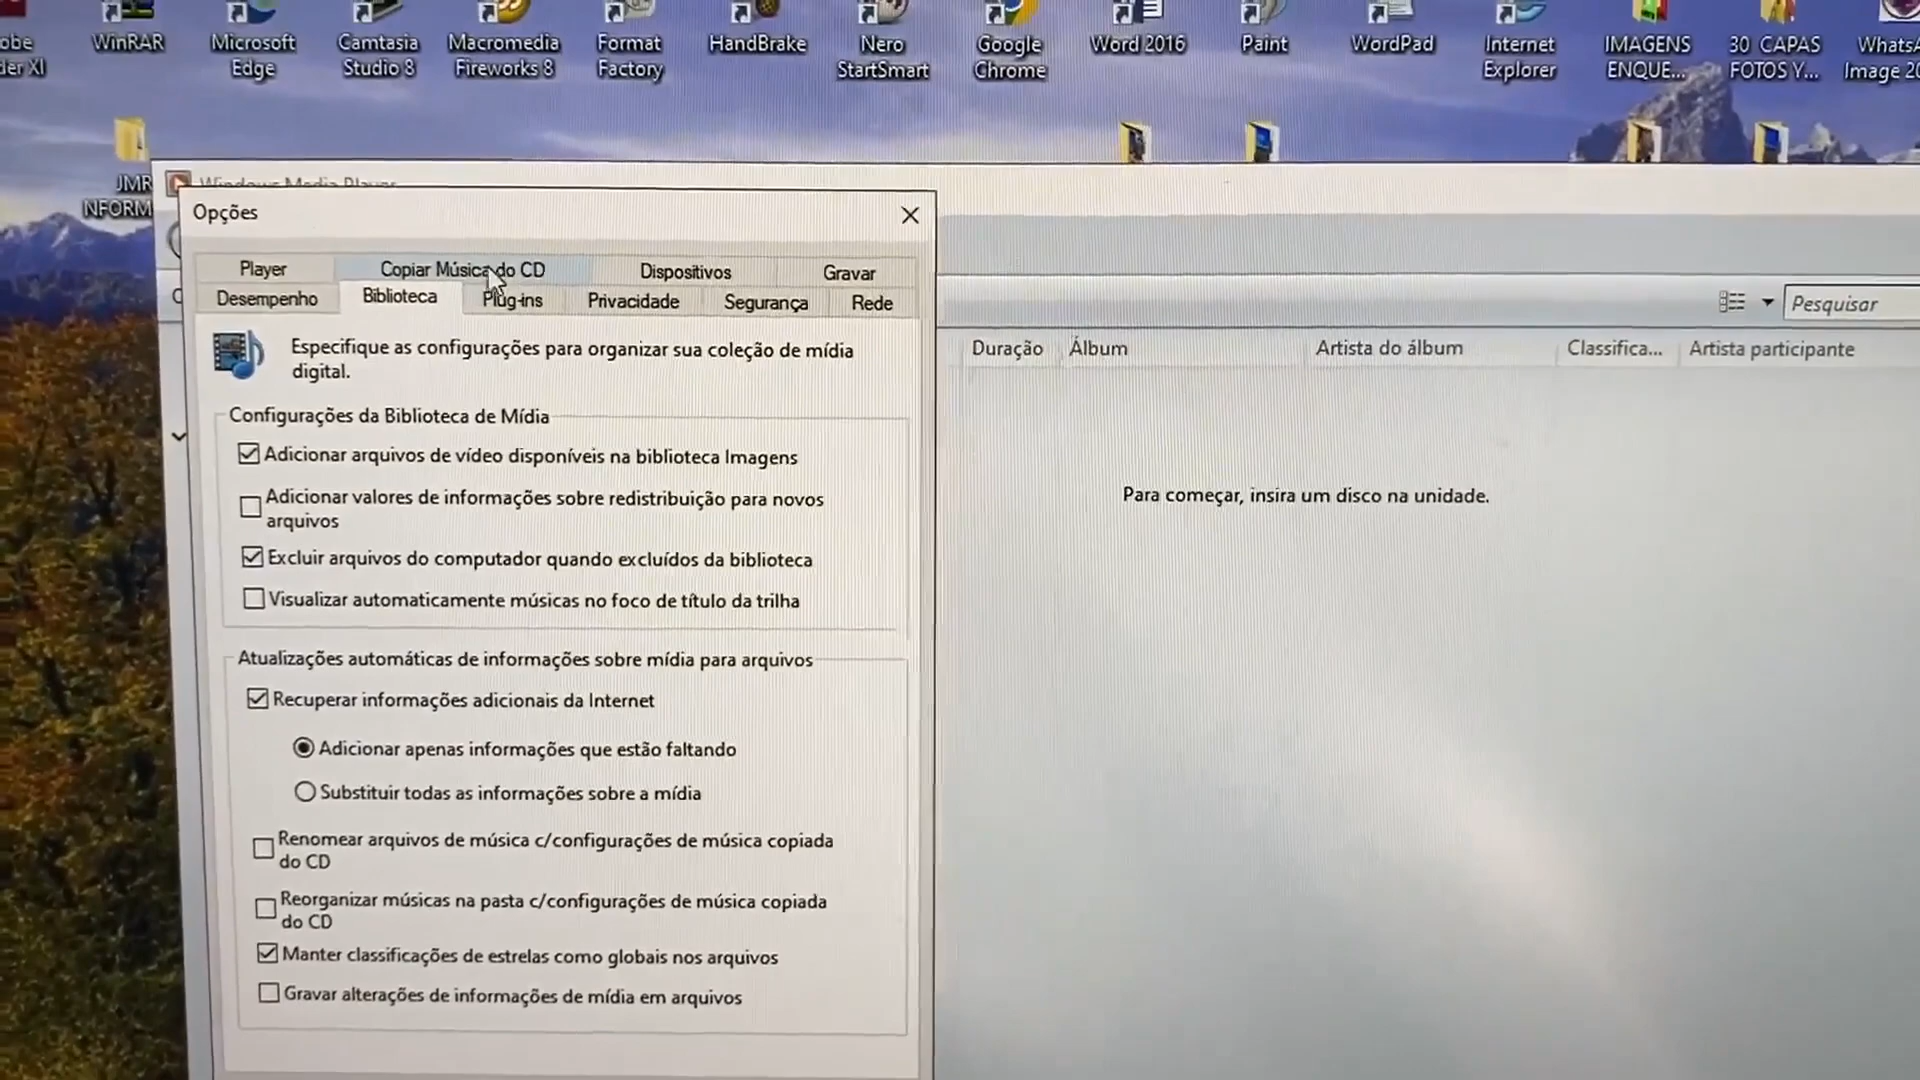 WinRAR
Microsoft
Edge
Camtasia
Studio 8
Macromedia
Fireworks 8
Format
Factory
HandBrake
Nero
StartSmart
Google
Chrome
Word 2016
Paint
WordPad
Internet
Explorer
IMAGENS
ENQUE...
30 CAPAS
FOTOS Y...
WhatsA
Image 20
JMR
NFORM
Windows Media Player
Opções
Player
Copiar Música do CD
Dispositivos
Gravar
Desempenho
Biblioteca
Plug-ins
Privacidade
Segurança
Rede
Pesquisar
Especifique as configurações para organizar sua coleção de mídia
digital.
Duração
Álbum
Artista do álbum
Classifica...
Artista participante
Configurações da Biblioteca de Mídia
Adicionar arquivos de vídeo disponíveis na biblioteca Imagens
Adicionar valores de informações sobre redistribuição para novos
arquivos
Excluir arquivos do computador quando excluídos da biblioteca
Visualizar automaticamente músicas no foco de título da trilha
Para começar, insira um disco na unidade.
Atualizações automáticas de informações sobre mídia para arquivos
Recuperar informações adicionais da Internet
Adicionar apenas informações que estão faltando
Substituir todas as informações sobre a mídia
Renomear arquivos de música c/configurações de música copiada
do CD
Reorganizar músicas na pasta c/configurações de música copiada
do CD
Manter classificações de estrelas como globais nos arquivos
Gravar alterações de informações de mídia em arquivos